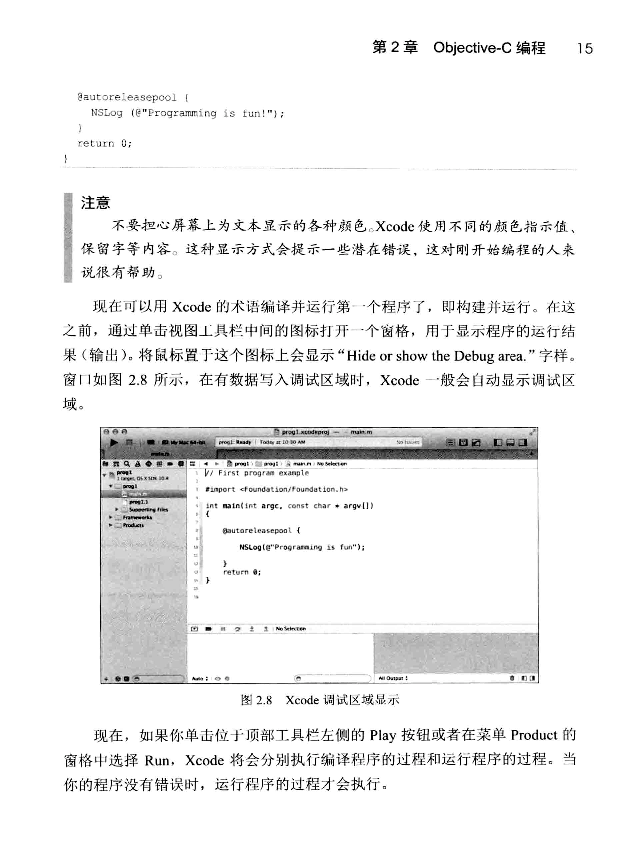 第 2 章 Objective-C 编程 15
@autoreleasepool {
NSLog (@"Programming is fun!");
}
return 0;
}
注意
不要担心屏幕上为文本显示的各种颜色。Xcode 使用不同的颜色指示值、
保留字等内容。这种显示方式会提示一些潜在错误，这对刚开始编程的人来
说很有帮助。
现在可以用 Xcode 的术语编译并运行第一个程序了，即构建并运行。在这
之前，通过单击视图工具栏中间的图标打开一个窗格，用于显示程序的运行结
果（输出）。将鼠标置于这个图标上会显示“Hide or show the Debug area.”字样。
窗口如图 2.8 所示，在有数据写入调试区域时，Xcode 一般会自动显示调试区
域。
prog1.xcodeproj — main.m
My Mac 64-bit prog1: Ready Today at 10:30 AM No Issues
main.m
prog1 prog1 main.m No Selection
prog1
1 target, OS X SDK 10.8
prog1
main.m
prog1.1
Supporting Files
Frameworks
Products
// First program example
#import <Foundation/Foundation.h>
int main(int argc, const char * argv[])
{
@autoreleasepool {
NSLog(@"Programming is fun");
}
return 0;
}
No Selection
Auto All Output
图 2.8 Xcode 调试区域显示
现在，如果你单击位于顶部工具栏左侧的 Play 按钮或者在菜单 Product 的
窗格中选择 Run，Xcode 将会分别执行编译程序的过程和运行程序的过程。当
你的程序没有错误时，运行程序的过程才会执行。